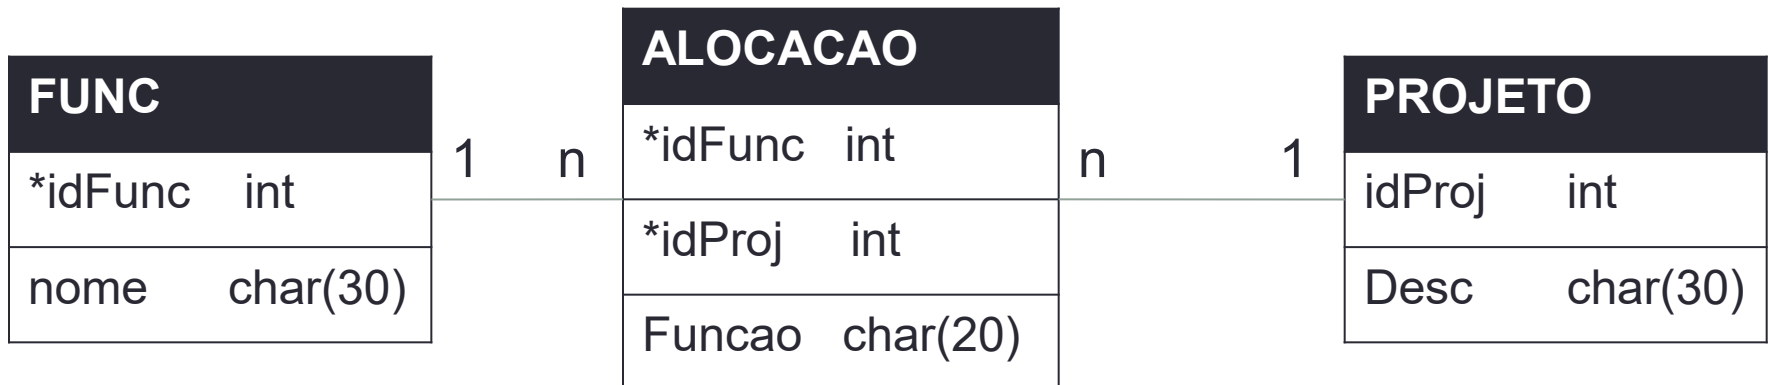 FUNC
*idFunc int
nome char(30)
1 n
ALOCACAO
*idFunc int
*idProj int
Funcao char(20)
n 1
PROJETO
idProj int
Desc char(30)